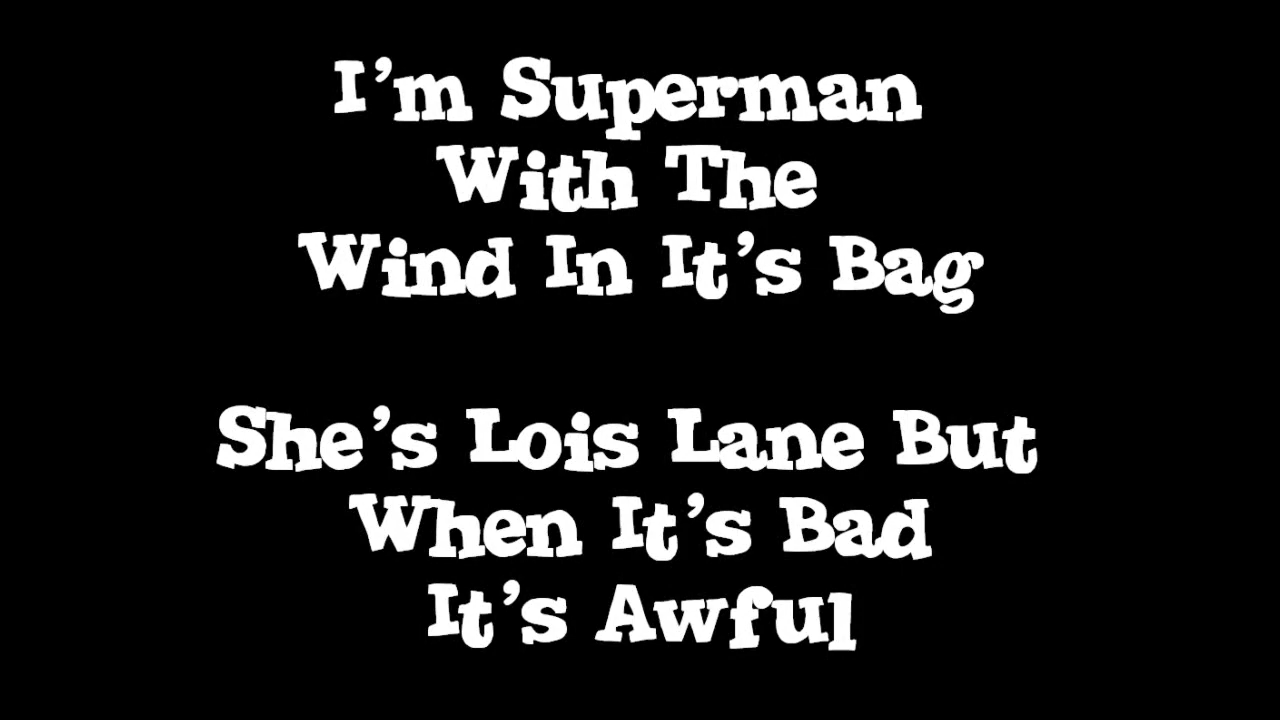 I'm Superman
With The
Wind In It's Bag
She's Lois Lane But
When It's Bad
It's Awful